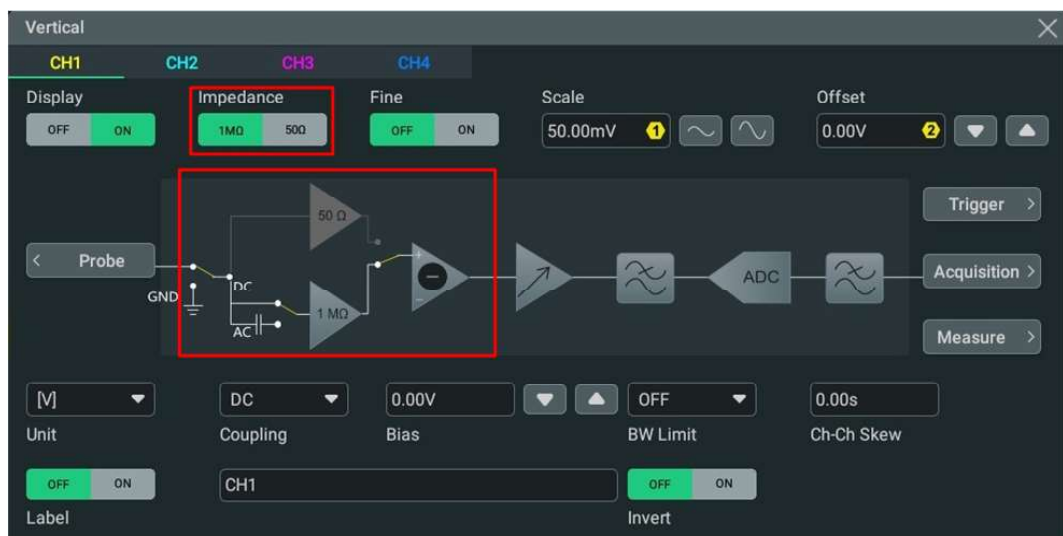 Vertical
CH1 CH2 CH3 CH4
Display Impedance Fine Scale Offset
OFF ON 1MΩ 50Ω OFF ON 50.00mV 1 0.00V 2
50 Ω
Trigger >
< Probe
DC
GND
ADC
Acquisition >
1 MΩ
AC
Measure >
[V] DC 0.00V OFF 0.00s
Unit Coupling Bias BW Limit Ch-Ch Skew
OFF ON CH1 OFF ON
Label Invert